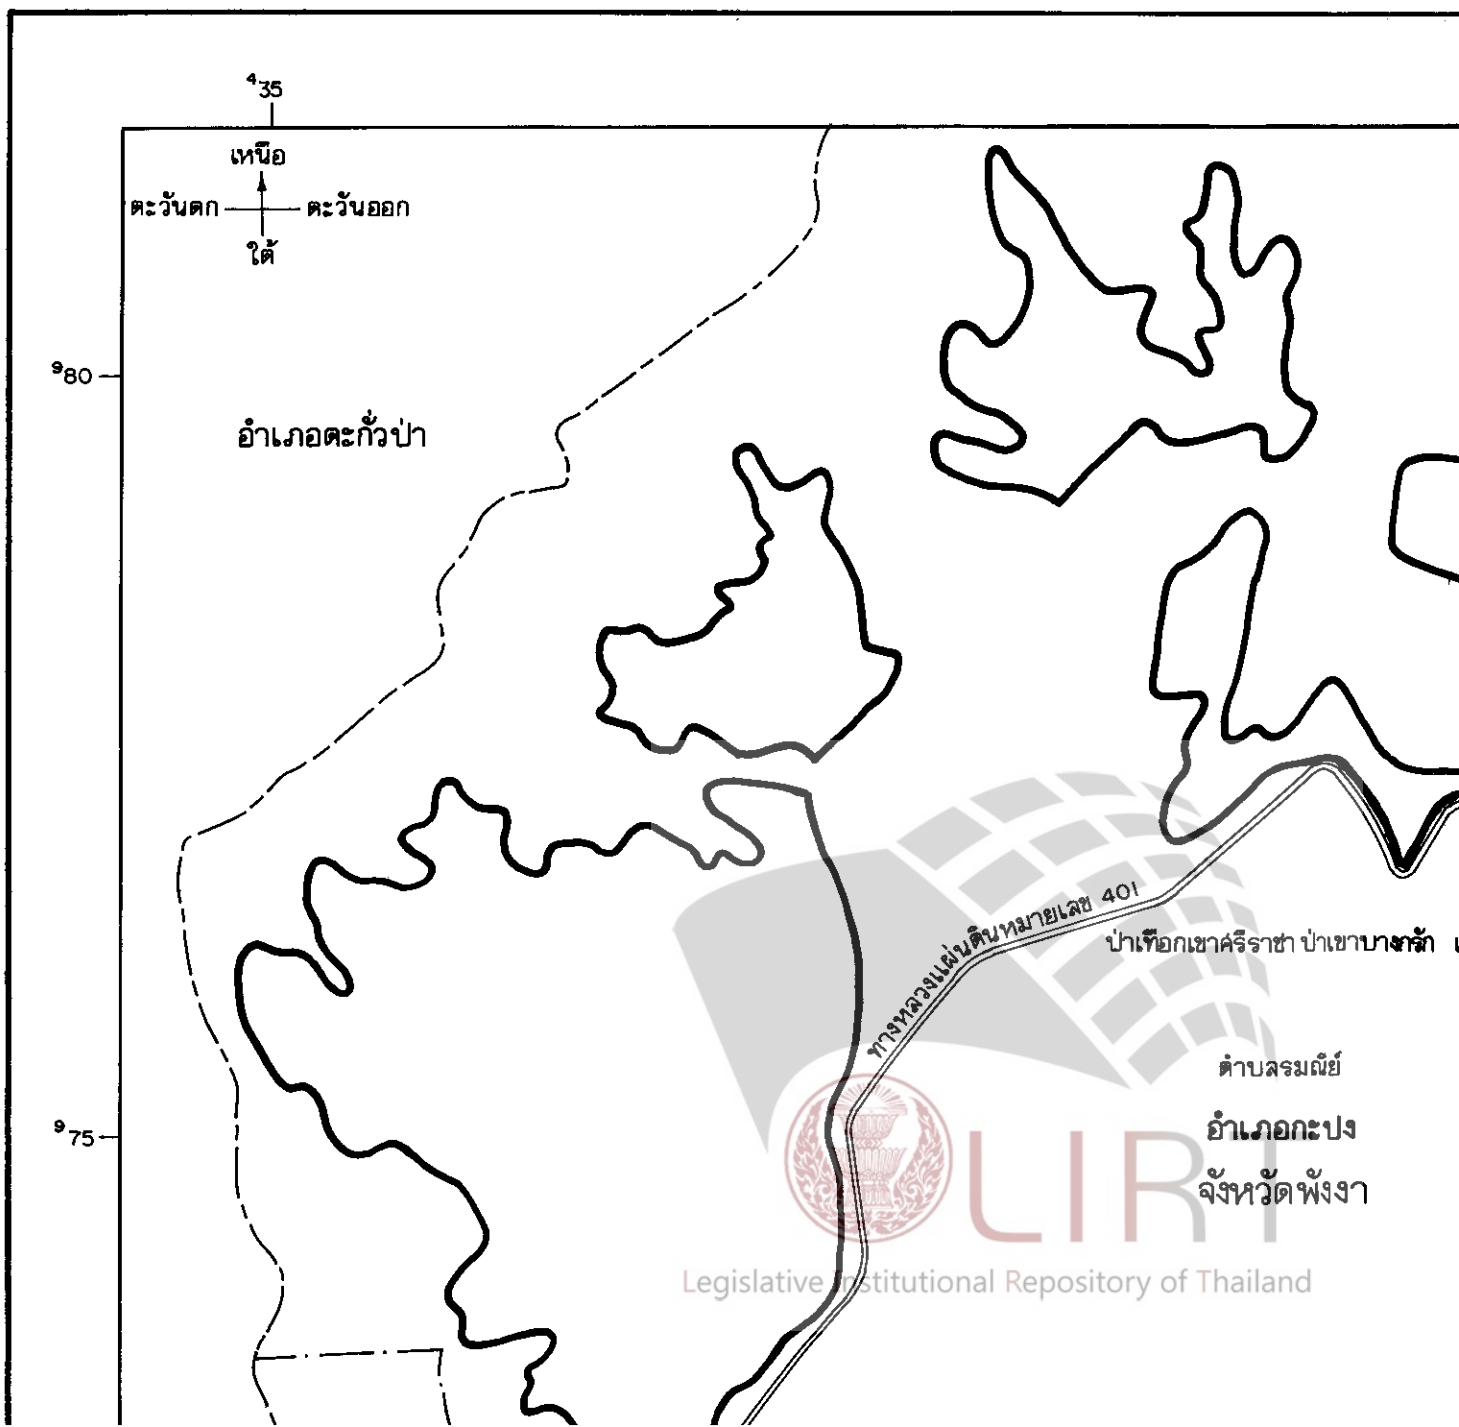 ⁴35
เหนือ
ตะวันตก ตะวันออก
ใต้
⁹80
อำเภอตะกั่วป่า
ทางหลวงแผ่นดินหมายเลข 401
ป่าเทือกเขาศรีราชา ป่าเขาบางกรัก
ตำบลรมณีย์
⁹75
อำเภอกะปง
จังหวัดพังงา
LIRT
Legislative Institutional Repository of Thailand